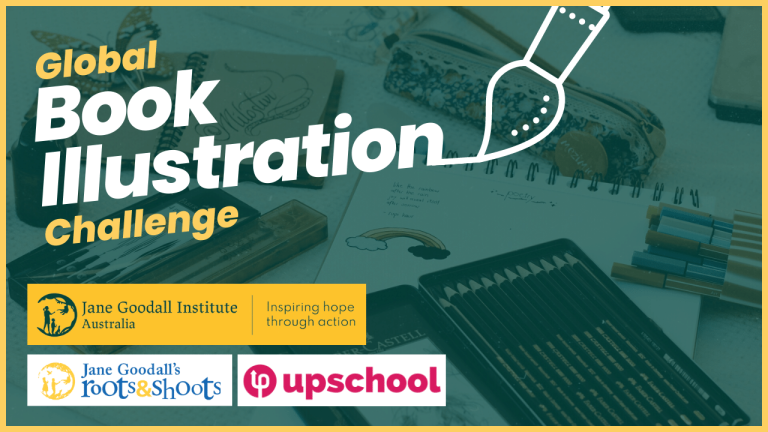 Global
Book
Illustration
Challenge
Jane Goodall Institute
Australia
Inspiring hope
through action
Jane Goodall's
roots&shoots
upschool